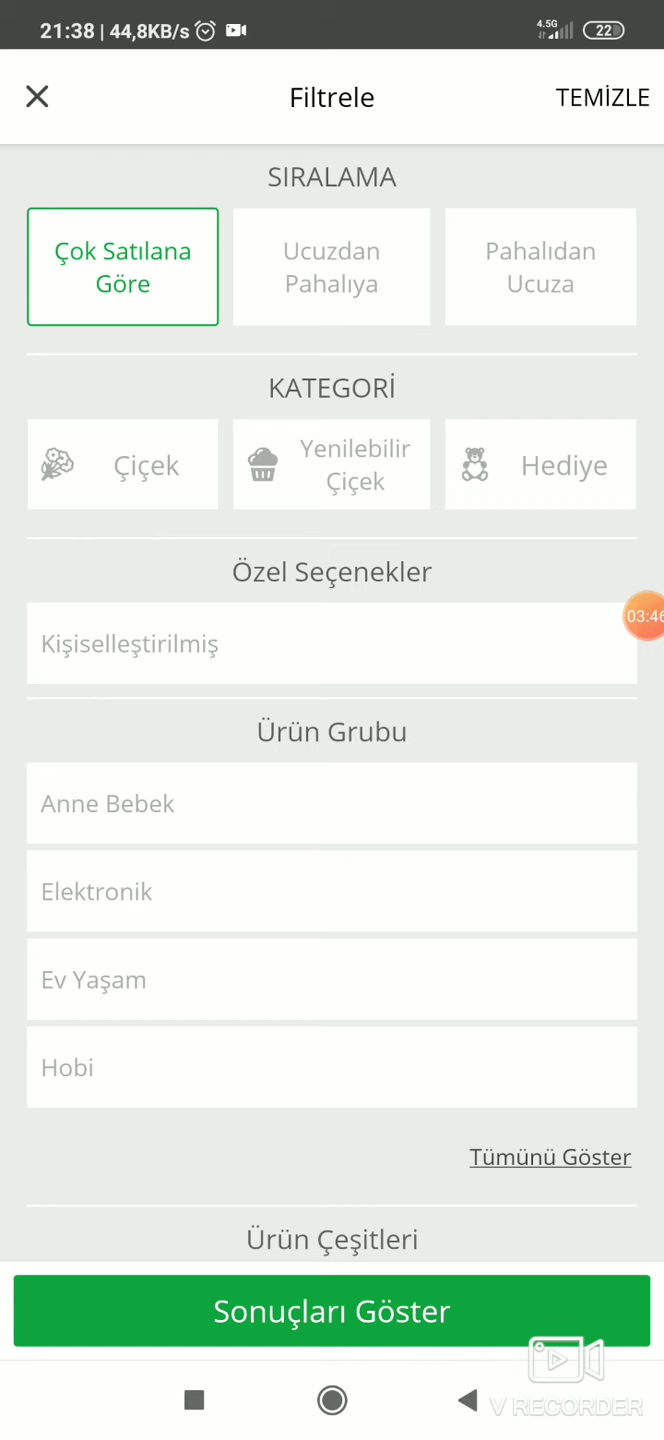 21:38 | 44,8KB/s
4.5G
22
Filtrele
TEMİZLE
SIRALAMA
Çok Satılana
Göre
Ucuzdan
Pahalıya
Pahalıdan
Ucuza
KATEGORİ
Çiçek
Yenilebilir
Çiçek
Hediye
Özel Seçenekler
03:46
Kişiselleştirilmiş
Ürün Grubu
Anne Bebek
Elektronik
Ev Yaşam
Hobi
Tümünü Göster
Ürün Çeşitleri
Sonuçları Göster
V RECORDER